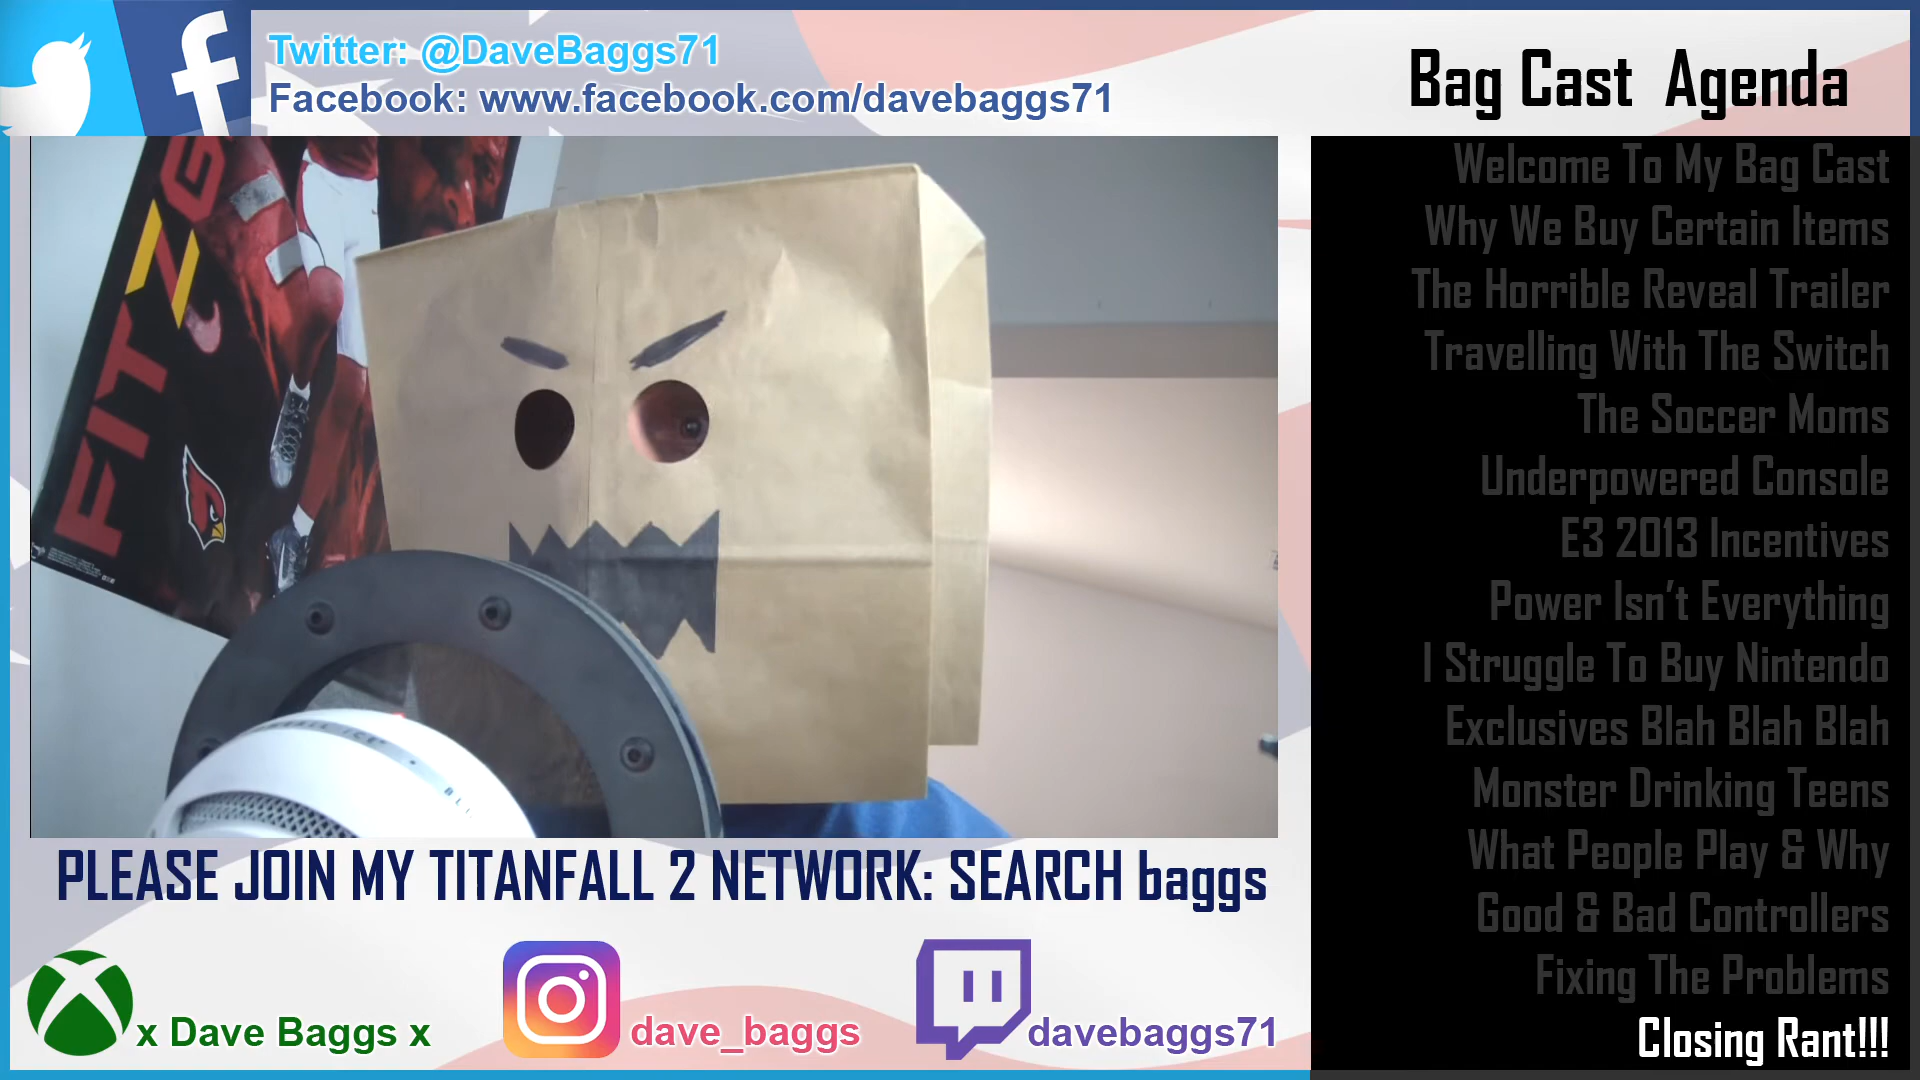 Twitter: @DaveBaggs71
Facebook: www.facebook.com/davebaggs71
Bag Cast Agenda
Welcome To My Bag Cast
Why We Buy Certain Items
The Horrible Reveal Trailer
Travelling With The Switch
The Soccer Moms
Underpowered Console
E3 2013 Incentives
Power Isn't Everything
I Struggle To Buy Nintendo
Exclusives Blah Blah Blah
Monster Drinking Teens
What People Play & Why
Good & Bad Controllers
Fixing The Problems
Closing Rant!!!
FITZG
PLEASE JOIN MY TITANFALL 2 NETWORK: SEARCH baggs
x Dave Baggs x
dave_baggs
davebaggs71